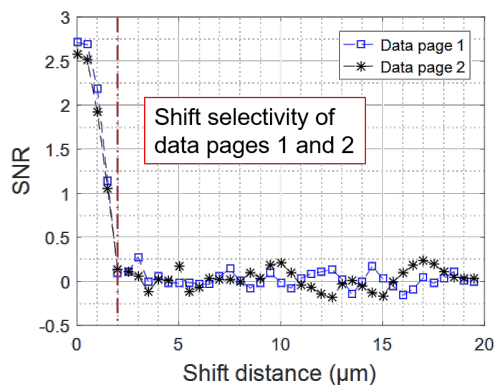 3
2.5
2
1.5
1
0.5
0
-0.5
SNR
Data page 1
Data page 2
Shift selectivity of
data pages 1 and 2
0 5 10 15 20
Shift distance (μm)